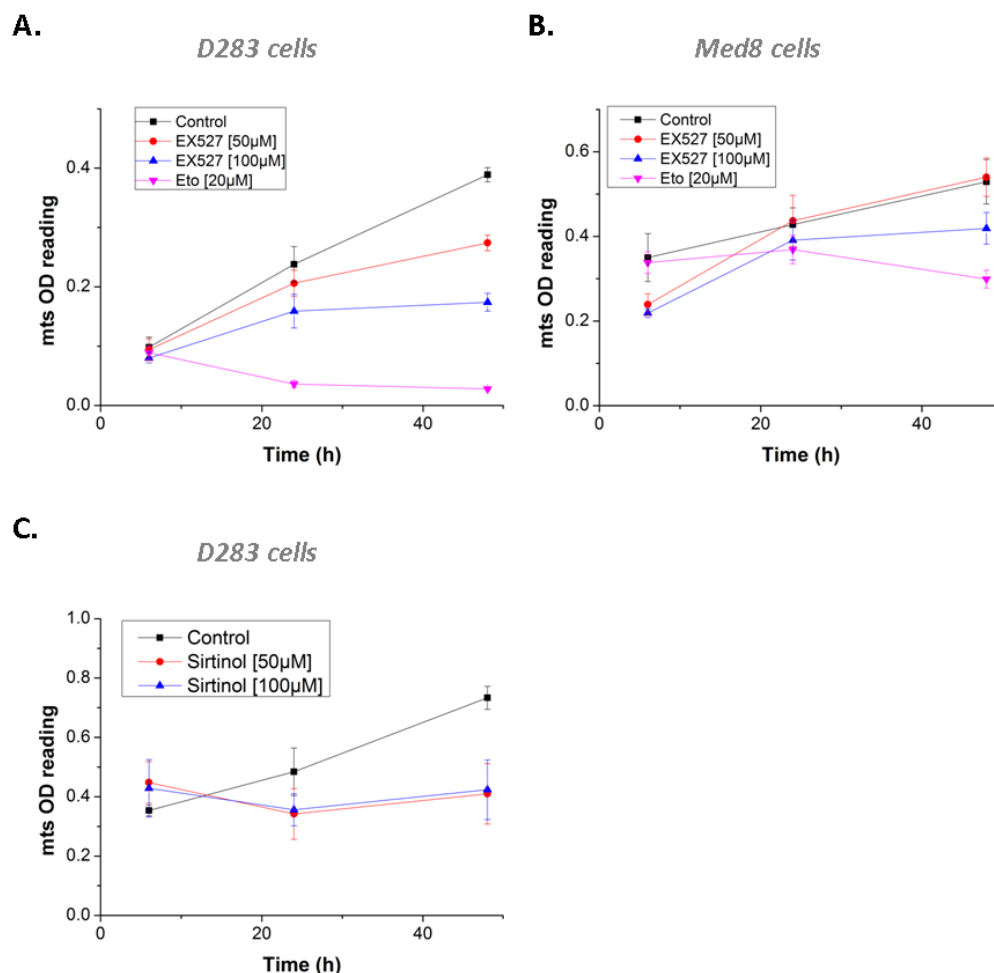 A.
D283 cells
Control
EX527 [50µM]
EX527 [100µM]
Eto [20µM]
mts OD reading
0.4
0.2
0.0
0
20
40
Time (h)
B.
Med8 cells
Control
EX527 [50µM]
EX527 [100µM]
Eto [20µM]
mts OD reading
0.6
0.4
0.2
0.0
0
20
40
Time (h)
C.
D283 cells
Control
Sirtinol [50µM]
Sirtinol [100µM]
mts OD reading
1.0
0.8
0.6
0.4
0.2
0.0
0
20
40
Time (h)